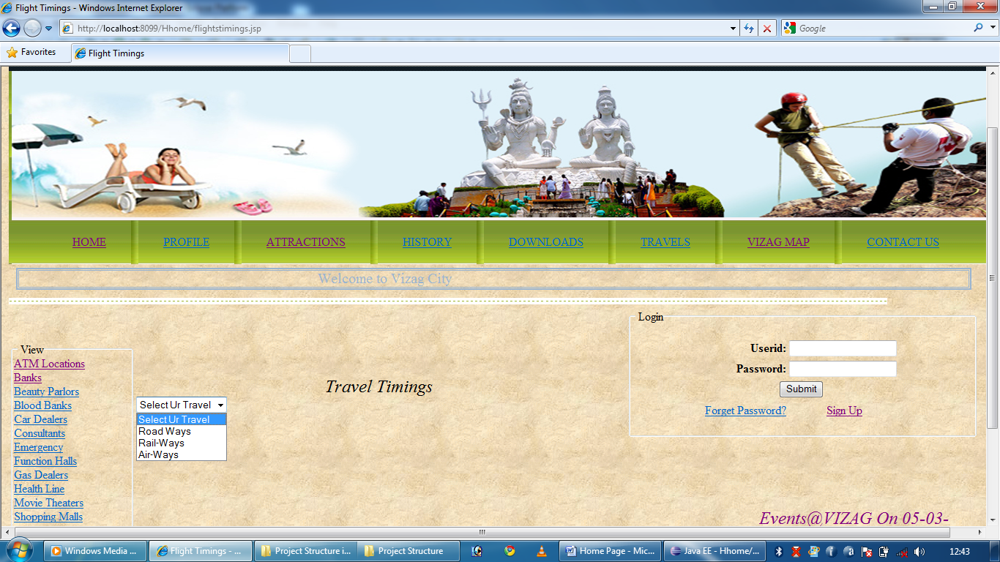 Flight Timings - Windows Internet Explorer
http://localhost:8099/Hhome/flightstimings.jsp
Google
Favorites
Flight Timings
HOME PROFILE ATTRACTIONS HISTORY DOWNLOADS TRAVELS VIZAG MAP CONTACT US
Welcome to Vizag City
Login
Userid:
Password:
Submit
Forget Password? Sign Up
View
ATM Locations
Banks
Beauty Parlors
Blood Banks
Car Dealers
Consultants
Emergency
Function Halls
Gas Dealers
Health Line
Movie Theaters
Shopping Malls
Travel Timings
Select Ur Travel
Select Ur Travel
Road Ways
Rail-Ways
Air-Ways
Events@VIZAG On 05-03-
Windows Media ... Flight Timings - ... Project Structure i... Project Structure Home Page - Mic... Java EE - Hhome/... 12:43